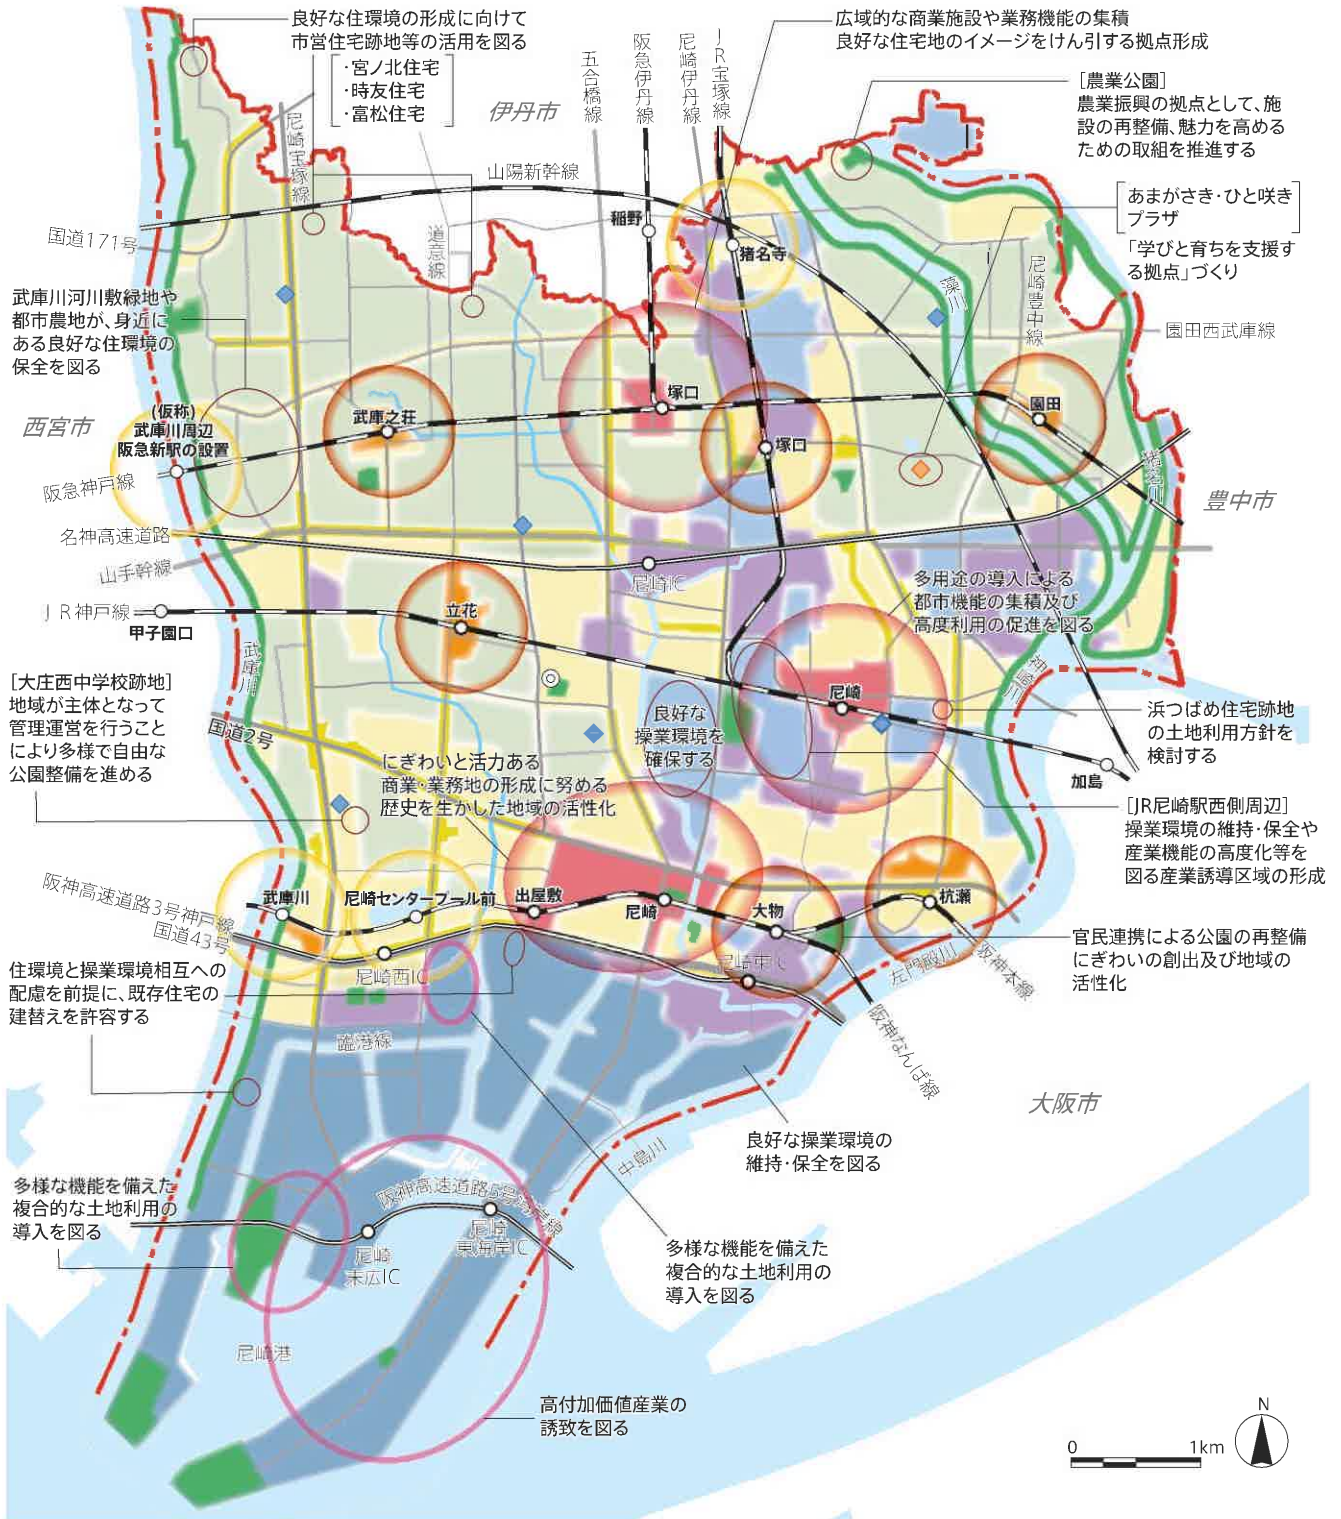 良好な住環境の形成に向けて
市営住宅跡地等の活用を図る
・宮ノ北住宅
・時友住宅
・富松住宅
広域的な商業施設や業務機能の集積
良好な住宅地のイメージをけん引する拠点形成
[農業公園]
農業振興の拠点として、施
設の再整備、魅力を高める
ための取組を推進する
あまがさき・ひと咲き
プラザ
「学びと育ちを支援す
る拠点」づくり
伊丹市
五合橋線
阪急伊丹線
尼崎伊丹線
JR宝塚線
尼崎宝塚線
山陽新幹線
道意線
稲野
猪名寺
国道171号
藻川
尼崎豊中線
園田西武庫線
武庫川河川敷緑地や
都市農地が、身近に
ある良好な住環境の
保全を図る
西宮市
(仮称)
武庫川周辺
阪急新駅の設置
武庫之荘
塚口
塚口
園田
阪急神戸線
猪名川
豊中市
名神高速道路
山手幹線
尼崎IC
JR神戸線
甲子園口
立花
多用途の導入による
都市機能の集積及び
高度利用の促進を図る
武庫川
神崎川
[大庄西中学校跡地]
地域が主体となって
管理運営を行うこと
により多様で自由な
公園整備を進める
国道2号
良好な
操業環境を
確保する
尼崎
浜つばめ住宅跡地
の土地利用方針を
検討する
加島
にぎわいと活力ある
商業・業務地の形成に努める
歴史を生かした地域の活性化
[JR尼崎駅西側周辺]
操業環境の維持・保全や
産業機能の高度化等を
図る産業誘導区域の形成
阪神高速道路3号神戸線
国道43号
武庫川
尼崎センタープール前
出屋敷
尼崎
大物
杭瀬
尼崎西IC
尼崎東IC
左門殿川
阪神本線
阪神なんば線
官民連携による公園の再整備
にぎわいの創出及び地域の
活性化
住環境と操業環境相互への
配慮を前提に、既存住宅の
建替えを許容する
臨港線
大阪市
良好な操業環境の
維持・保全を図る
中島川
多様な機能を備えた
複合的な土地利用の
導入を図る
阪神高速道路5号湾岸線
尼崎
末広IC
尼崎
東海岸IC
多様な機能を備えた
複合的な土地利用の
導入を図る
尼崎港
高付加価値産業の
誘致を図る
N
0 1km